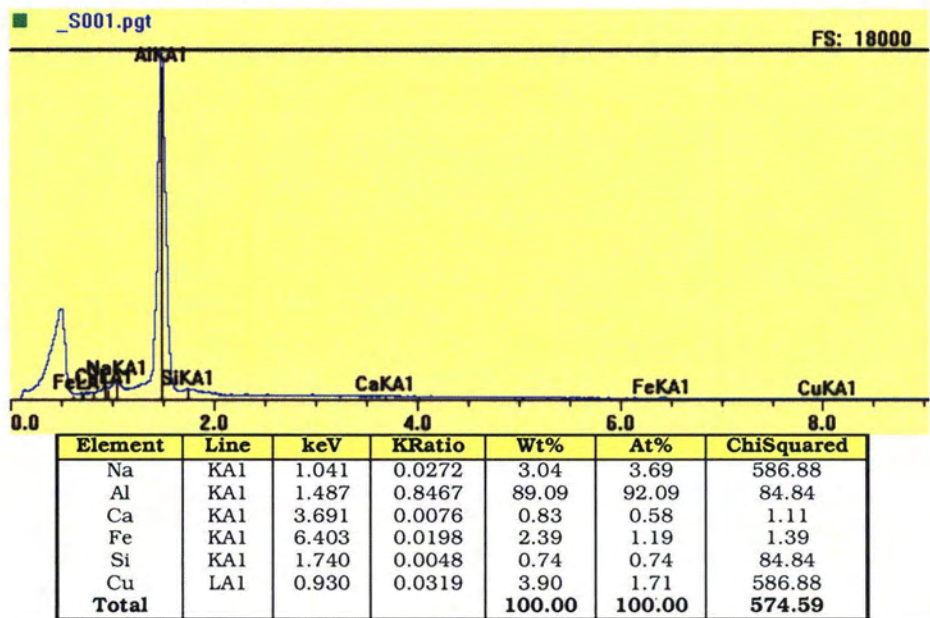 _S001.pgt
FS: 18000
AlKA1
NaKA1
FeLA1
SiKA1
CaKA1
FeKA1
CuKA1
0.0 2.0 4.0 6.0 8.0
Element Line keV KRatio Wt% At% ChiSquared
Na KA1 1.041 0.0272 3.04 3.69 586.88
Al KA1 1.487 0.8467 89.09 92.09 84.84
Ca KA1 3.691 0.0076 0.83 0.58 1.11
Fe KA1 6.403 0.0198 2.39 1.19 1.39
Si KA1 1.740 0.0048 0.74 0.74 84.84
Cu LA1 0.930 0.0319 3.90 1.71 586.88
Total 100.00 100.00 574.59